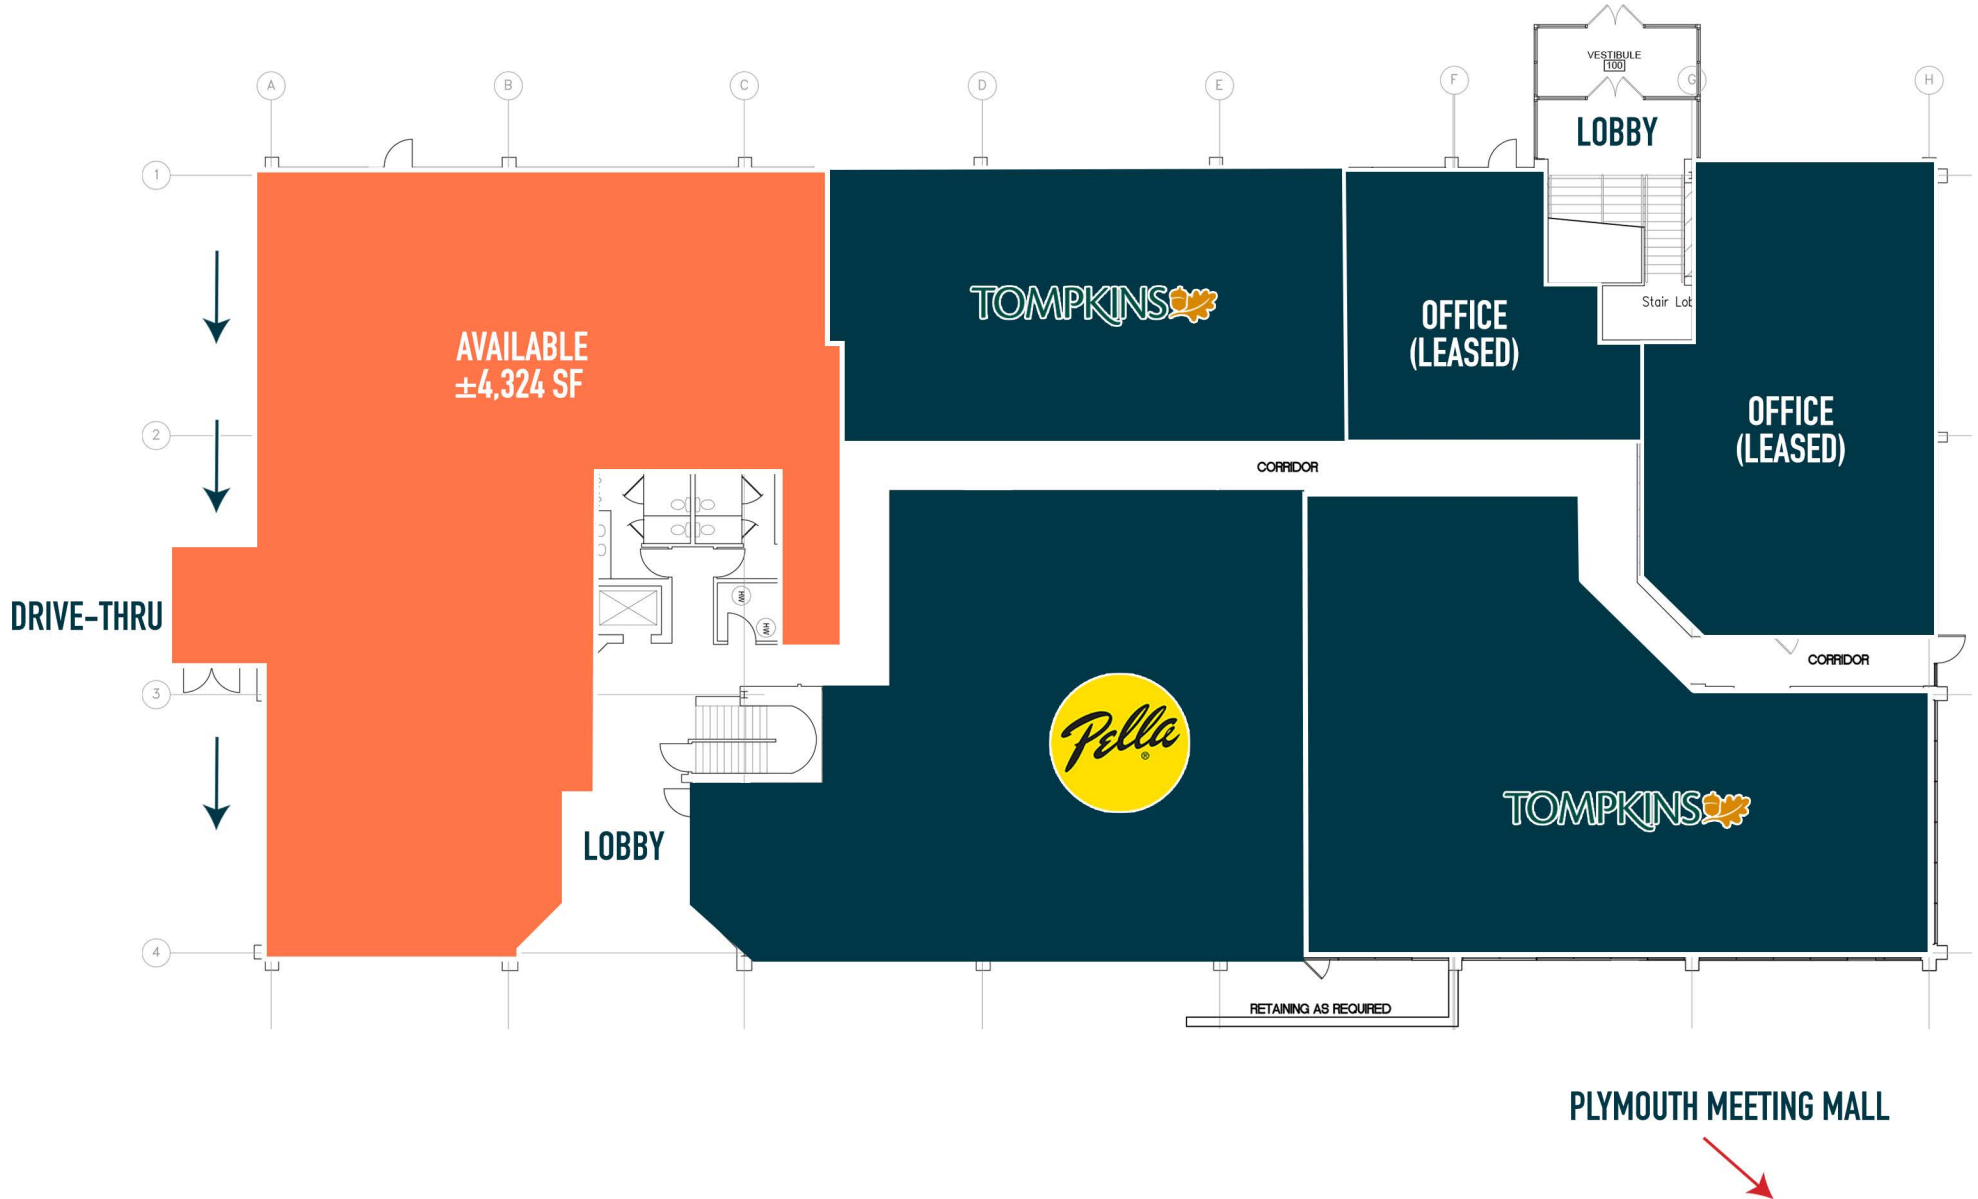 VESTIBULE
100
A
B
C
D
E
F
G
H
LOBBY
1
TOMPKINS
Stair Lob
OFFICE
(LEASED)
AVAILABLE
±4,324 SF
OFFICE
(LEASED)
2
CORRIDOR
HW
DRIVE-THRU
HW
CORRIDOR
3
Pella
®
TOMPKINS
LOBBY
4
RETAINING AS REQUIRED
PLYMOUTH MEETING MALL